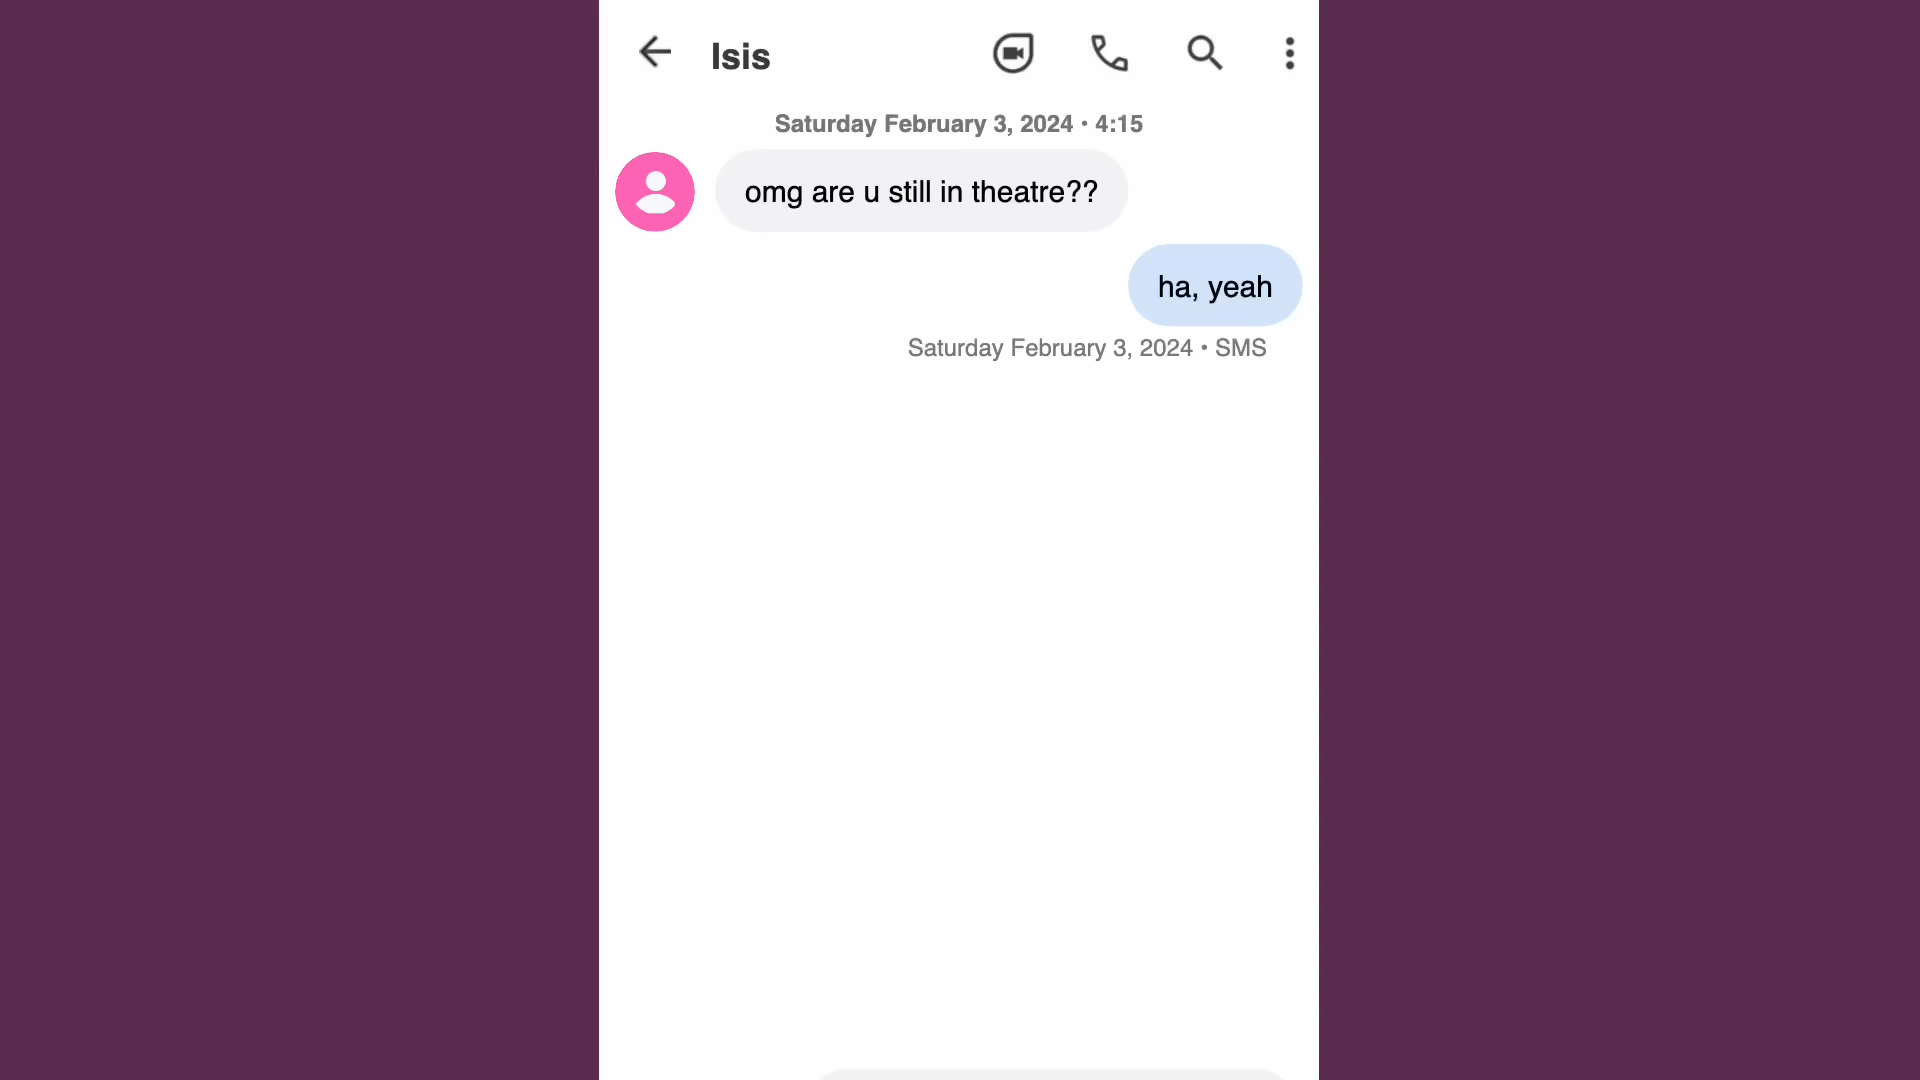 Isis
Saturday February 3, 2024 • 4:15
omg are u still in theatre??
ha, yeah
Saturday February 3, 2024 • SMS